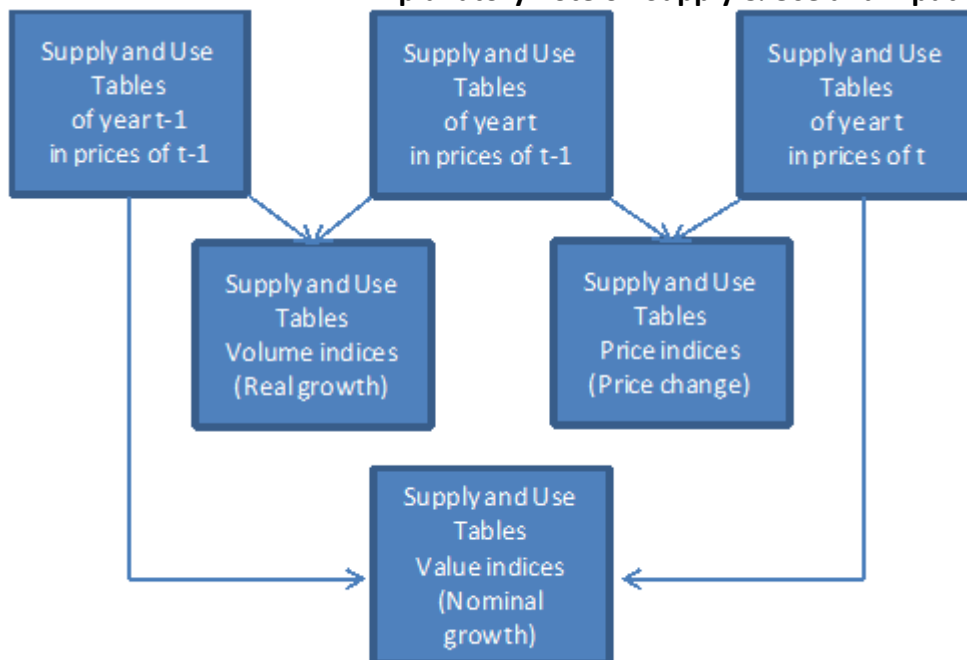 Supply and Use
Tables
of year t-1
in prices of t-1
Supply and Use
Tables
of year t
in prices of t-1
Supply and Use
Tables
of year t
in prices of t
Supply and Use
Tables
Volume indices
(Real growth)
Supply and Use
Tables
Price indices
(Price change)
Supply and Use
Tables
Value indices
(Nominal
growth)